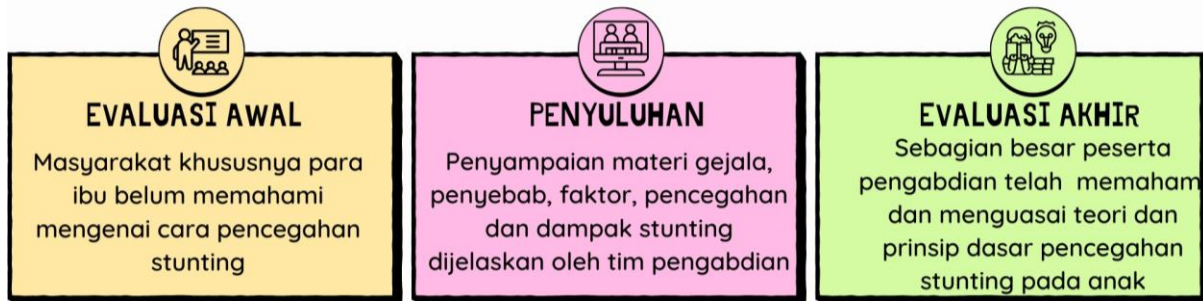 EVALUASI AWAL
Masyarakat khususnya para
ibu belum memahami
mengenai cara pencegahan
stunting
PENYULUHAN
Penyampaian materi gejala,
penyebab, faktor, pencegahan
dan dampak stunting
dijelaskan oleh tim pengabdian
EVALUASI AKHIR
Sebagian besar peserta
pengabdian telah memaham
dan menguasai teori dan
prinsip dasar pencegahan
stunting pada anak